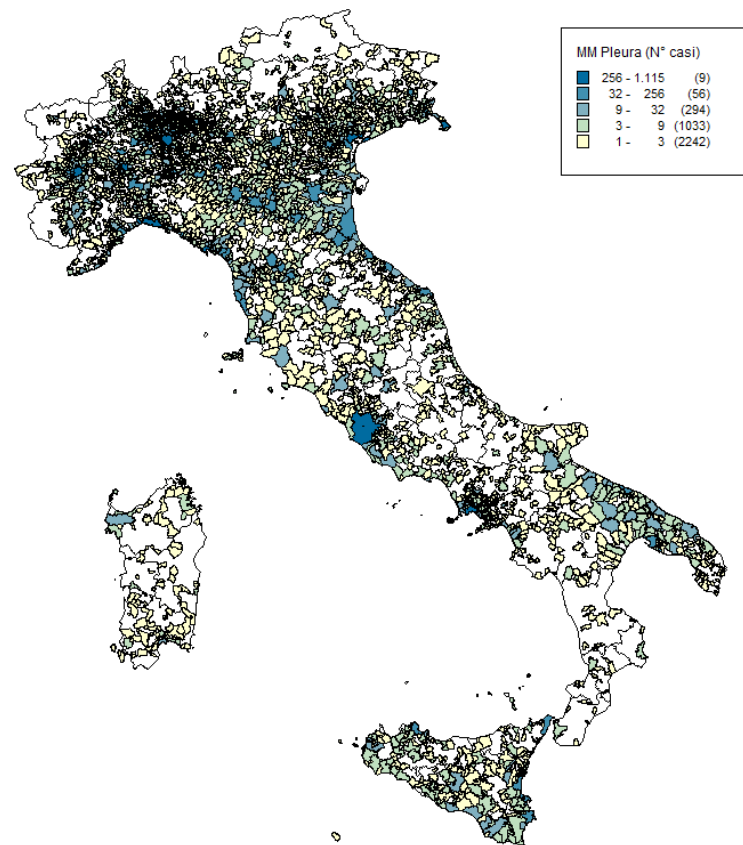 MM Pleura (N° casi)
256 - 1.115 (9)
32 - 256 (56)
9 - 32 (294)
3 - 9 (1033)
1 - 3 (2242)